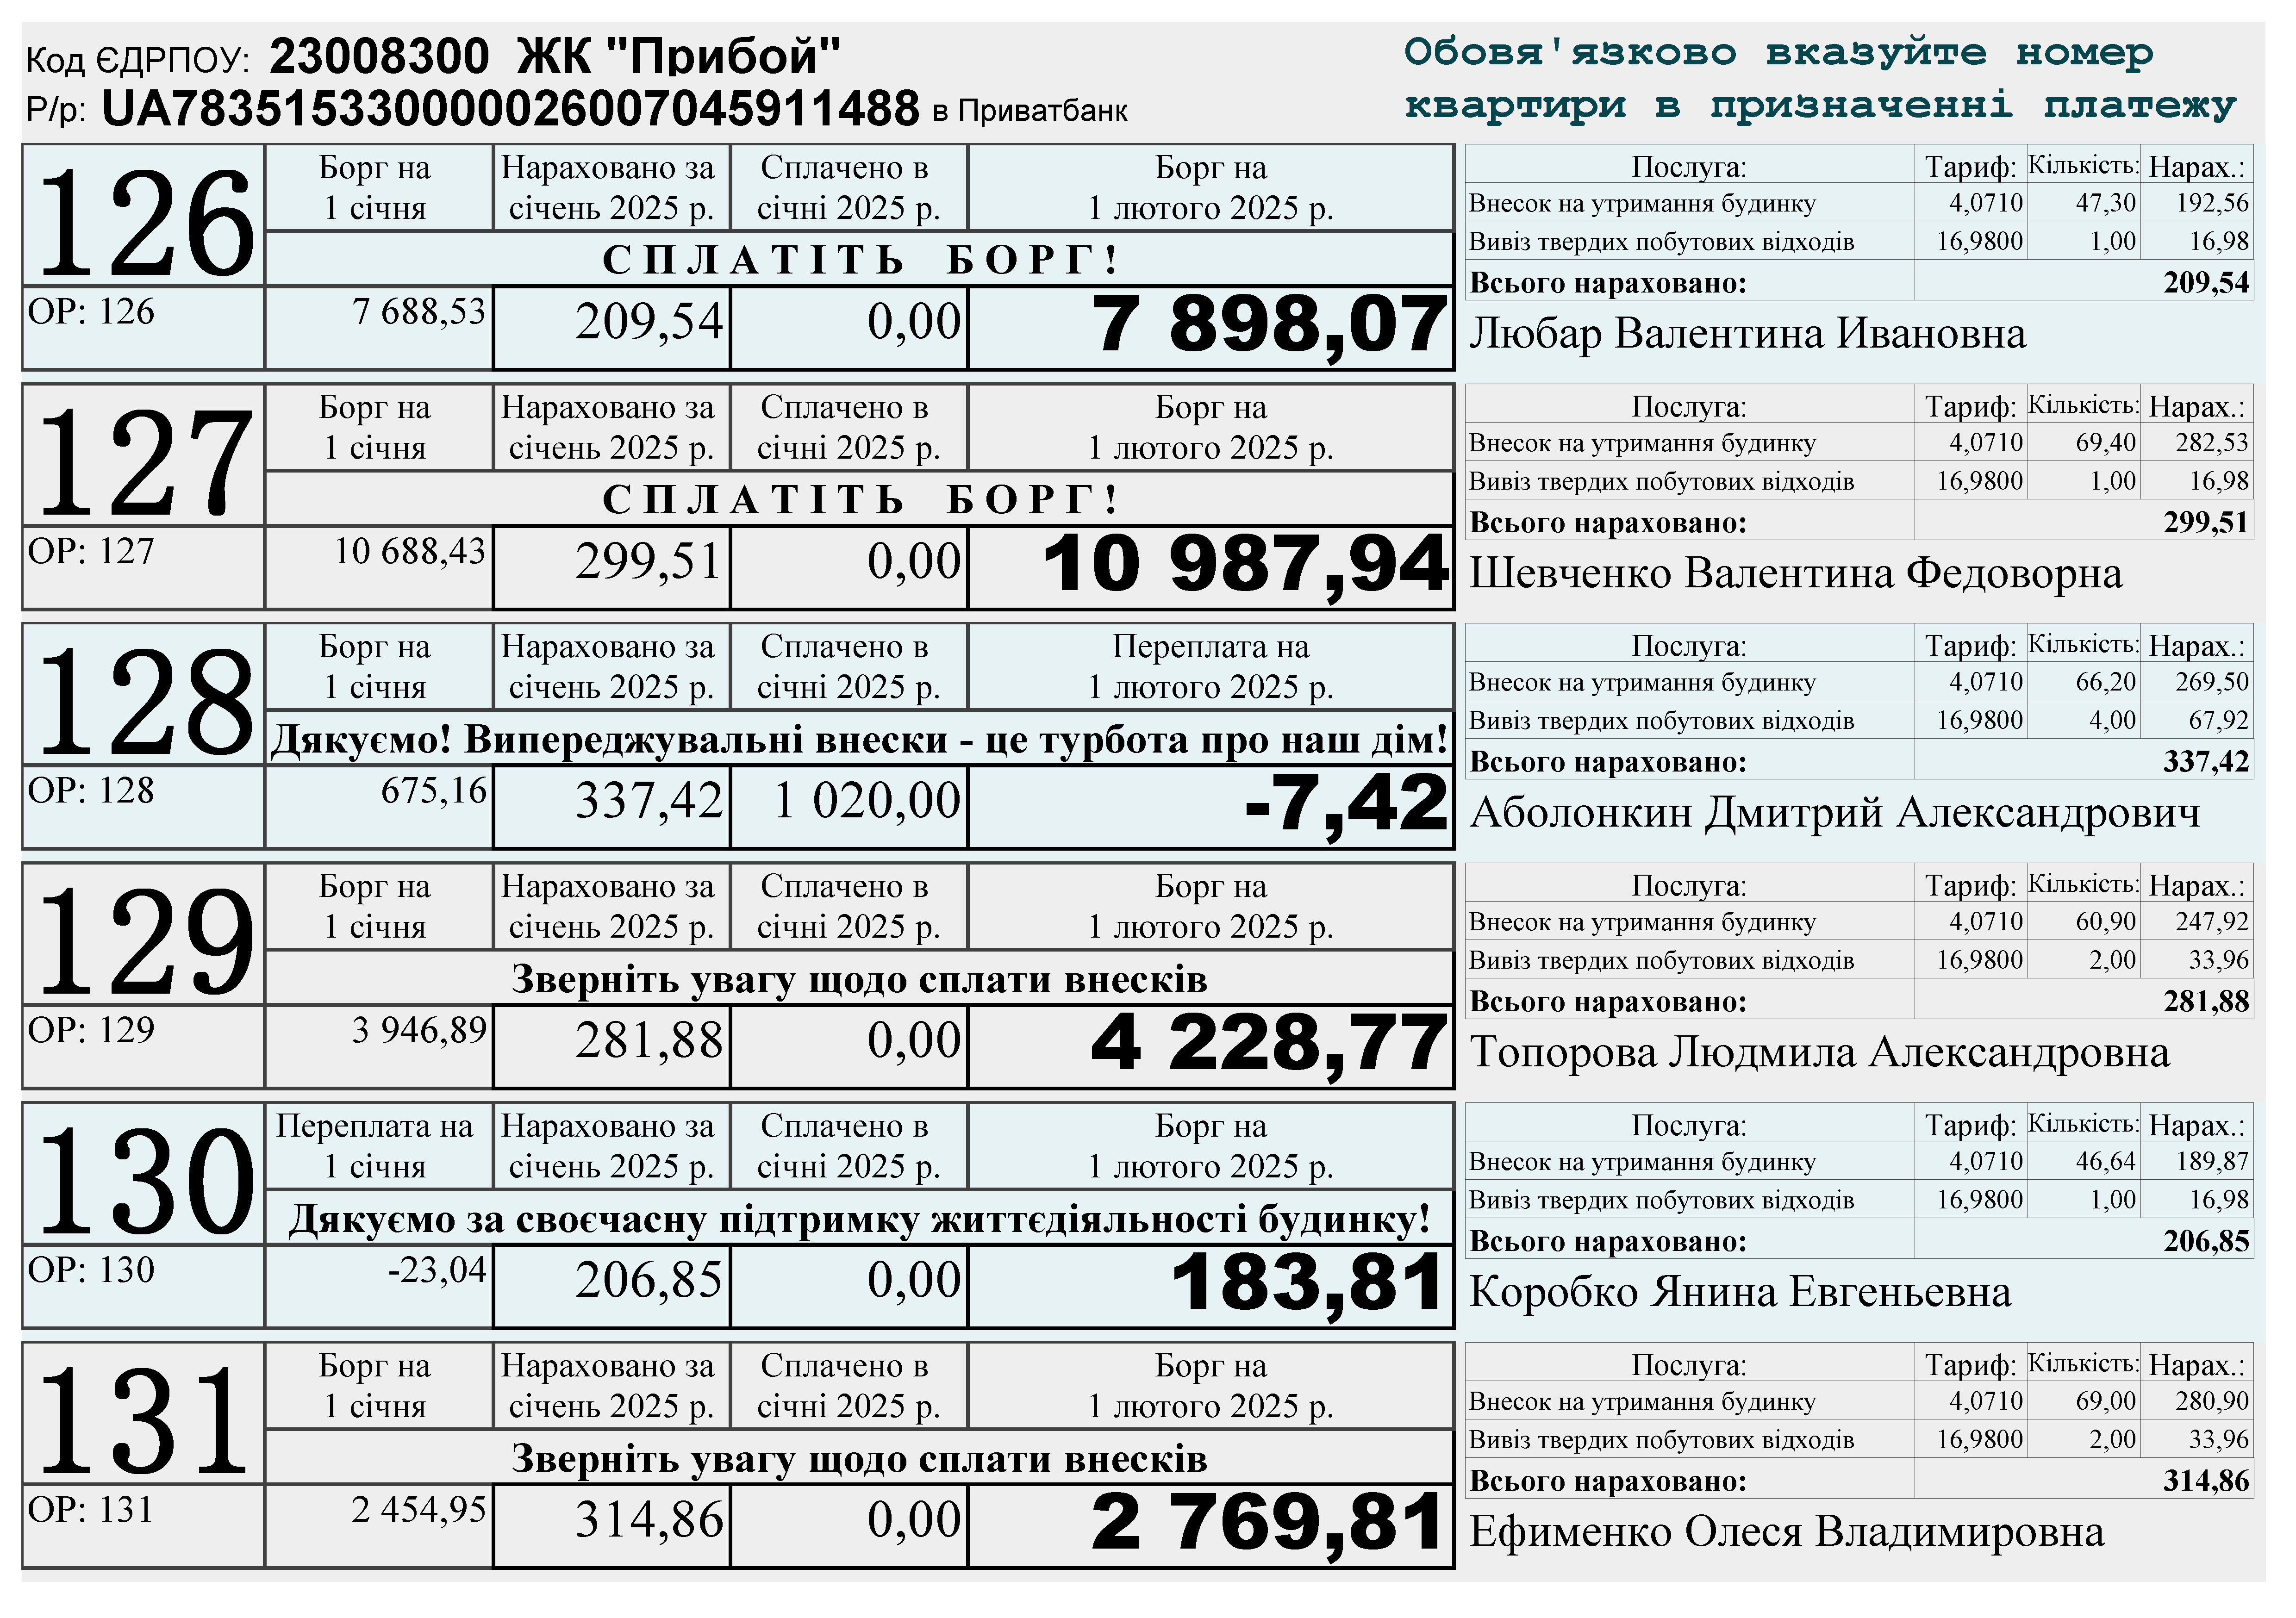 Код ЄДРПОУ: 23008300 ЖК "Прибой"
Р/р: UA783515330000026007045911488 в Приватбанк
Обовя'язково вказуйте номер
квартири в призначенні платежу
126
Борг на
1 січня
Нараховано за
січень 2025 р.
Сплачено в
січні 2025 р.
Борг на
1 лютого 2025 р.
СПЛАТІТЬ БОРГ!
ОР: 126 7 688,53 209,54 0,00 7 898,07
Послуга: Тариф: Кількість: Нарах.:
Внесок на утримання будинку 4,0710 47,30 192,56
Вивіз твердих побутових відходів 16,9800 1,00 16,98
Всього нараховано: 209,54
Любар Валентина Ивановна
127
Борг на
1 січня
Нараховано за
січень 2025 р.
Сплачено в
січні 2025 р.
Борг на
1 лютого 2025 р.
СПЛАТІТЬ БОРГ!
ОР: 127 10 688,43 299,51 0,00 10 987,94
Послуга: Тариф: Кількість: Нарах.:
Внесок на утримання будинку 4,0710 69,40 282,53
Вивіз твердих побутових відходів 16,9800 1,00 16,98
Всього нараховано: 299,51
Шевченко Валентина Федоворна
128
Борг на
1 січня
Нараховано за
січень 2025 р.
Сплачено в
січні 2025 р.
Переплата на
1 лютого 2025 р.
Дякуємо! Випереджувальні внески - це турбота про наш дім!
ОР: 128 675,16 337,42 1 020,00 -7,42
Послуга: Тариф: Кількість: Нарах.:
Внесок на утримання будинку 4,0710 66,20 269,50
Вивіз твердих побутових відходів 16,9800 4,00 67,92
Всього нараховано: 337,42
Аболонкин Дмитрий Александрович
129
Борг на
1 січня
Нараховано за
січень 2025 р.
Сплачено в
січні 2025 р.
Борг на
1 лютого 2025 р.
Зверніть увагу щодо сплати внесків
ОР: 129 3 946,89 281,88 0,00 4 228,77
Послуга: Тариф: Кількість: Нарах.:
Внесок на утримання будинку 4,0710 60,90 247,92
Вивіз твердих побутових відходів 16,9800 2,00 33,96
Всього нараховано: 281,88
Топорова Людмила Александровна
130
Переплата на
1 січня
Нараховано за
січень 2025 р.
Сплачено в
січні 2025 р.
Борг на
1 лютого 2025 р.
Дякуємо за своєчасну підтримку життєдіяльності будинку!
ОР: 130 -23,04 206,85 0,00 183,81
Послуга: Тариф: Кількість: Нарах.:
Внесок на утримання будинку 4,0710 46,64 189,87
Вивіз твердих побутових відходів 16,9800 1,00 16,98
Всього нараховано: 206,85
Коробко Янина Евгеньевна
131
Борг на
1 січня
Нараховано за
січень 2025 р.
Сплачено в
січні 2025 р.
Борг на
1 лютого 2025 р.
Зверніть увагу щодо сплати внесків
ОР: 131 2 454,95 314,86 0,00 2 769,81
Послуга: Тариф: Кількість: Нарах.:
Внесок на утримання будинку 4,0710 69,00 280,90
Вивіз твердих побутових відходів 16,9800 2,00 33,96
Всього нараховано: 314,86
Ефименко Олеся Владимировна